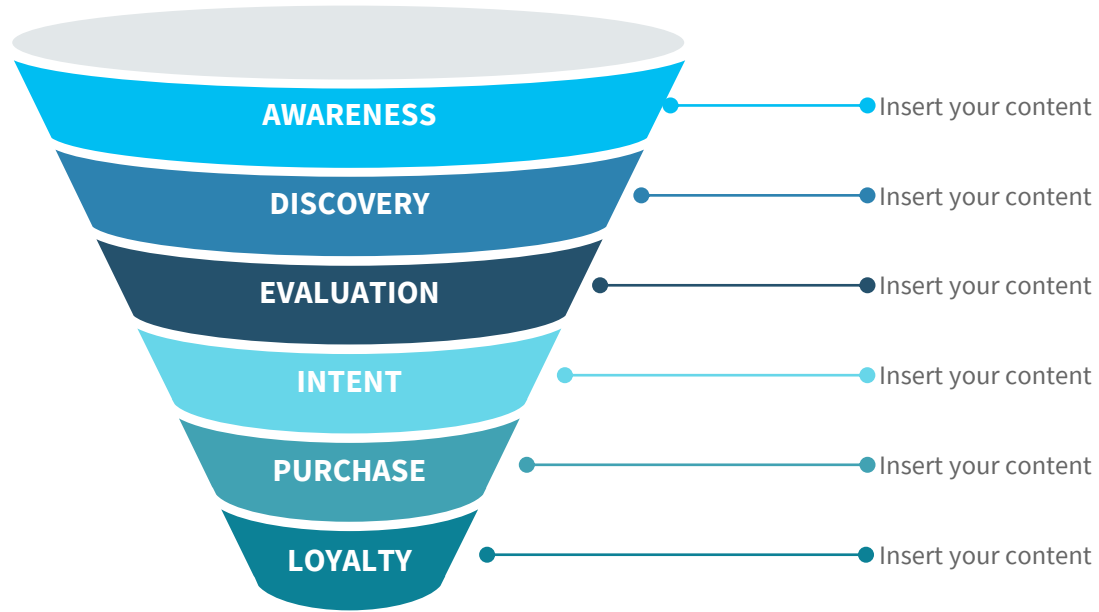 AWARENESS
Insert your content
DISCOVERY
Insert your content
EVALUATION
Insert your content
INTENT
Insert your content
PURCHASE
Insert your content
LOYALTY
Insert your content